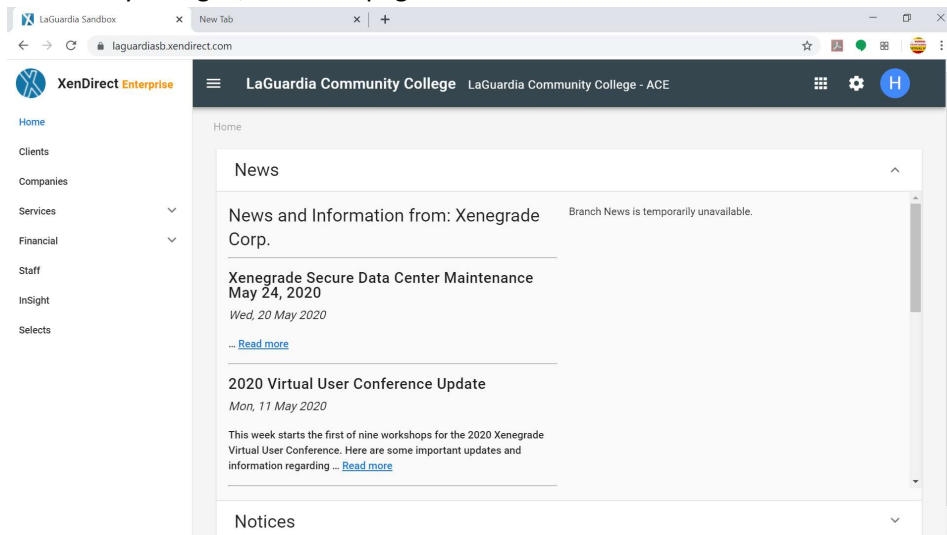 LaGuardia Sandbox
New Tab
laguardiasb.xendirect.com
XenDirect Enterprise
LaGuardia Community College LaGuardia Community College - ACE
H
Home
Clients
Companies
Services
Financial
Staff
InSight
Selects
Home
News
News and Information from: Xenegrade
Corp.
Xenegrade Secure Data Center Maintenance
May 24, 2020
Wed, 20 May 2020
... Read more
2020 Virtual User Conference Update
Mon, 11 May 2020
This week starts the first of nine workshops for the 2020 Xenegrade
Virtual User Conference. Here are some important updates and
information regarding ... Read more
Branch News is temporarily unavailable.
Notices